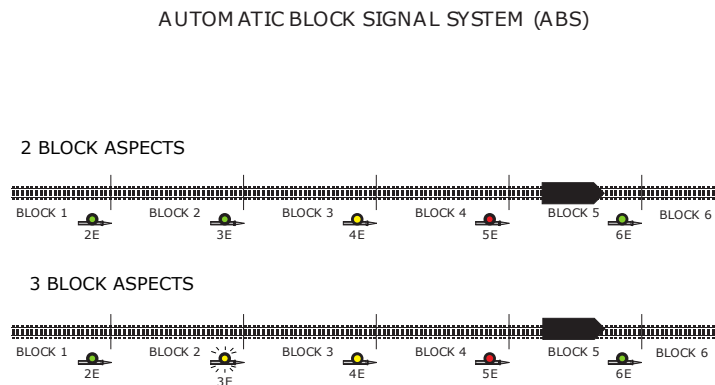 AUTOMATIC BLOCK SIGNAL SYSTEM (ABS)
2 BLOCK ASPECTS
BLOCK 1 BLOCK 2 BLOCK 3 BLOCK 4 BLOCK 5 BLOCK 6
2E 3E 4E 5E 6E
3 BLOCK ASPECTS
BLOCK 1 BLOCK 2 BLOCK 3 BLOCK 4 BLOCK 5 BLOCK 6
2E 3E 4E 5E 6E